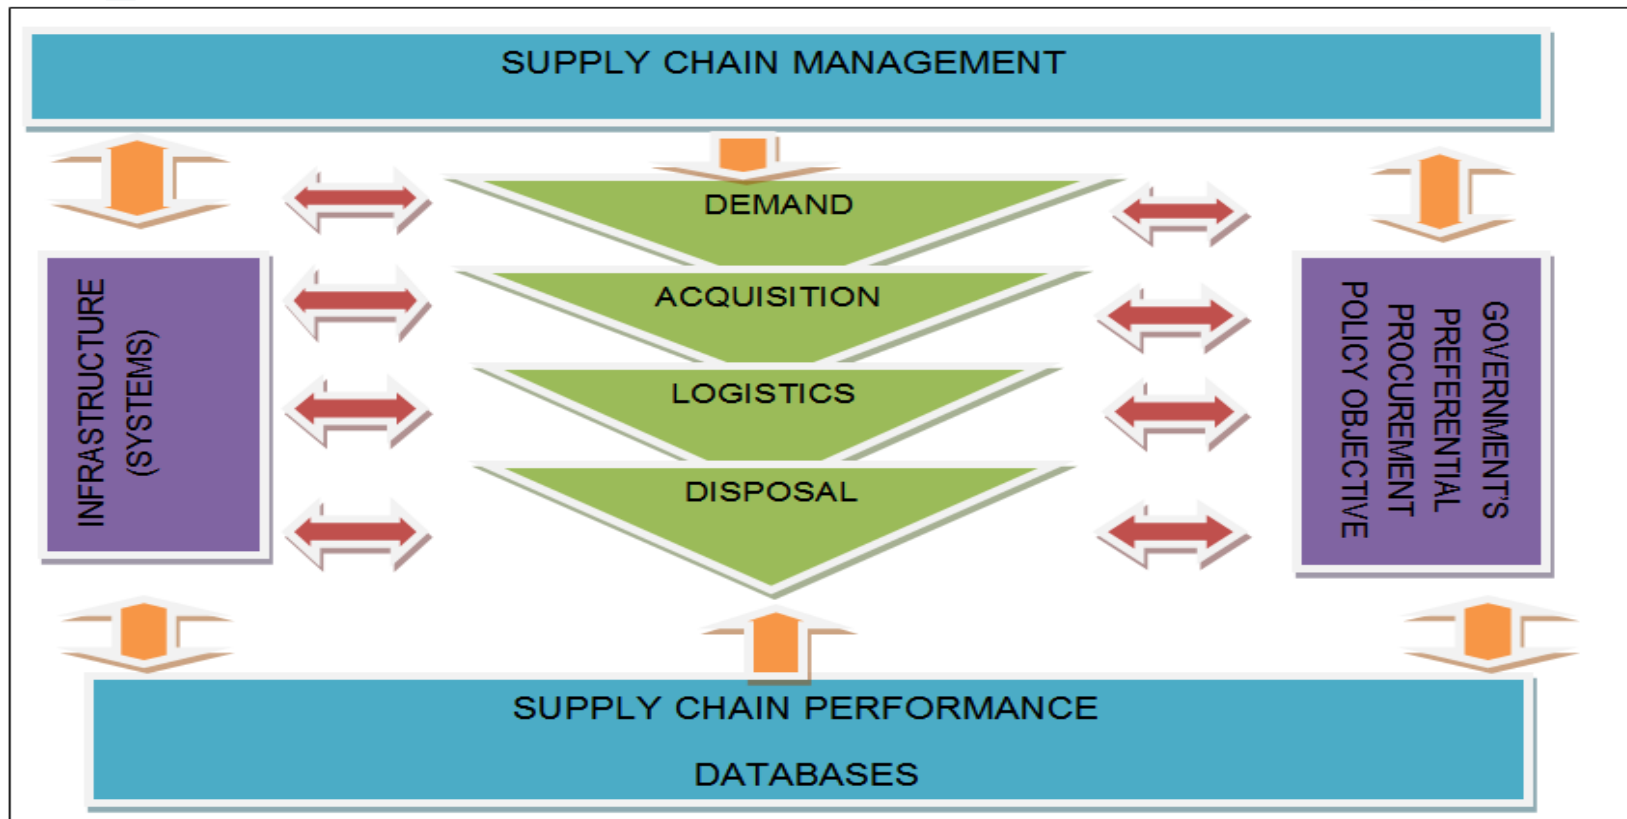 SUPPLY CHAIN MANAGEMENT
DEMAND
ACQUISITION
LOGISTICS
DISPOSAL
INFRASTRUCTURE
(SYSTEMS)
GOVERNMENT'S
PREFERENTIAL
PROCUREMENT
POLICY OBJECTIVE
SUPPLY CHAIN PERFORMANCE
DATABASES